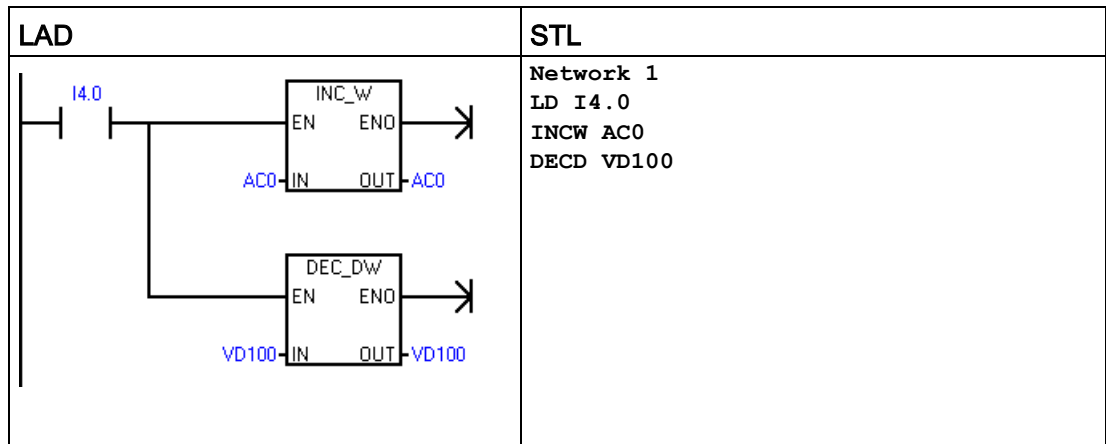 LAD
STL
I4.0
INC_W
EN ENO
AC0 IN OUT AC0
DEC_DW
EN ENO
VD100 IN OUT VD100
Network 1
LD I4.0
INCW AC0
DECD VD100